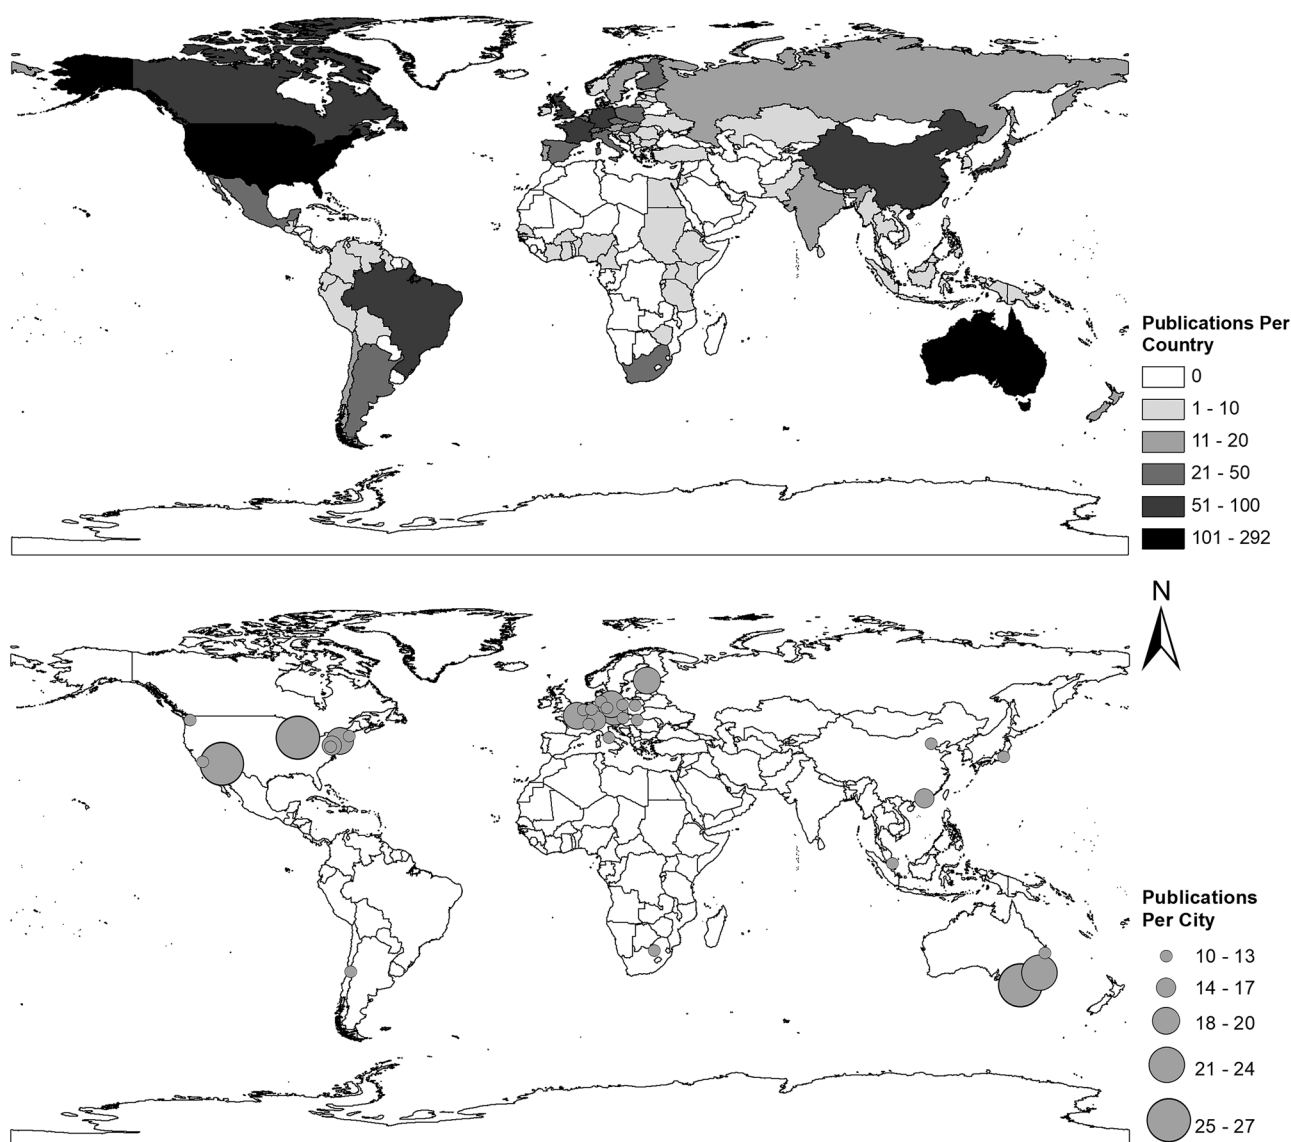 Publications Per
Country
0
1 - 10
11 - 20
21 - 50
51 - 100
101 - 292
N
Publications
Per City
10 - 13
14 - 17
18 - 20
21 - 24
25 - 27